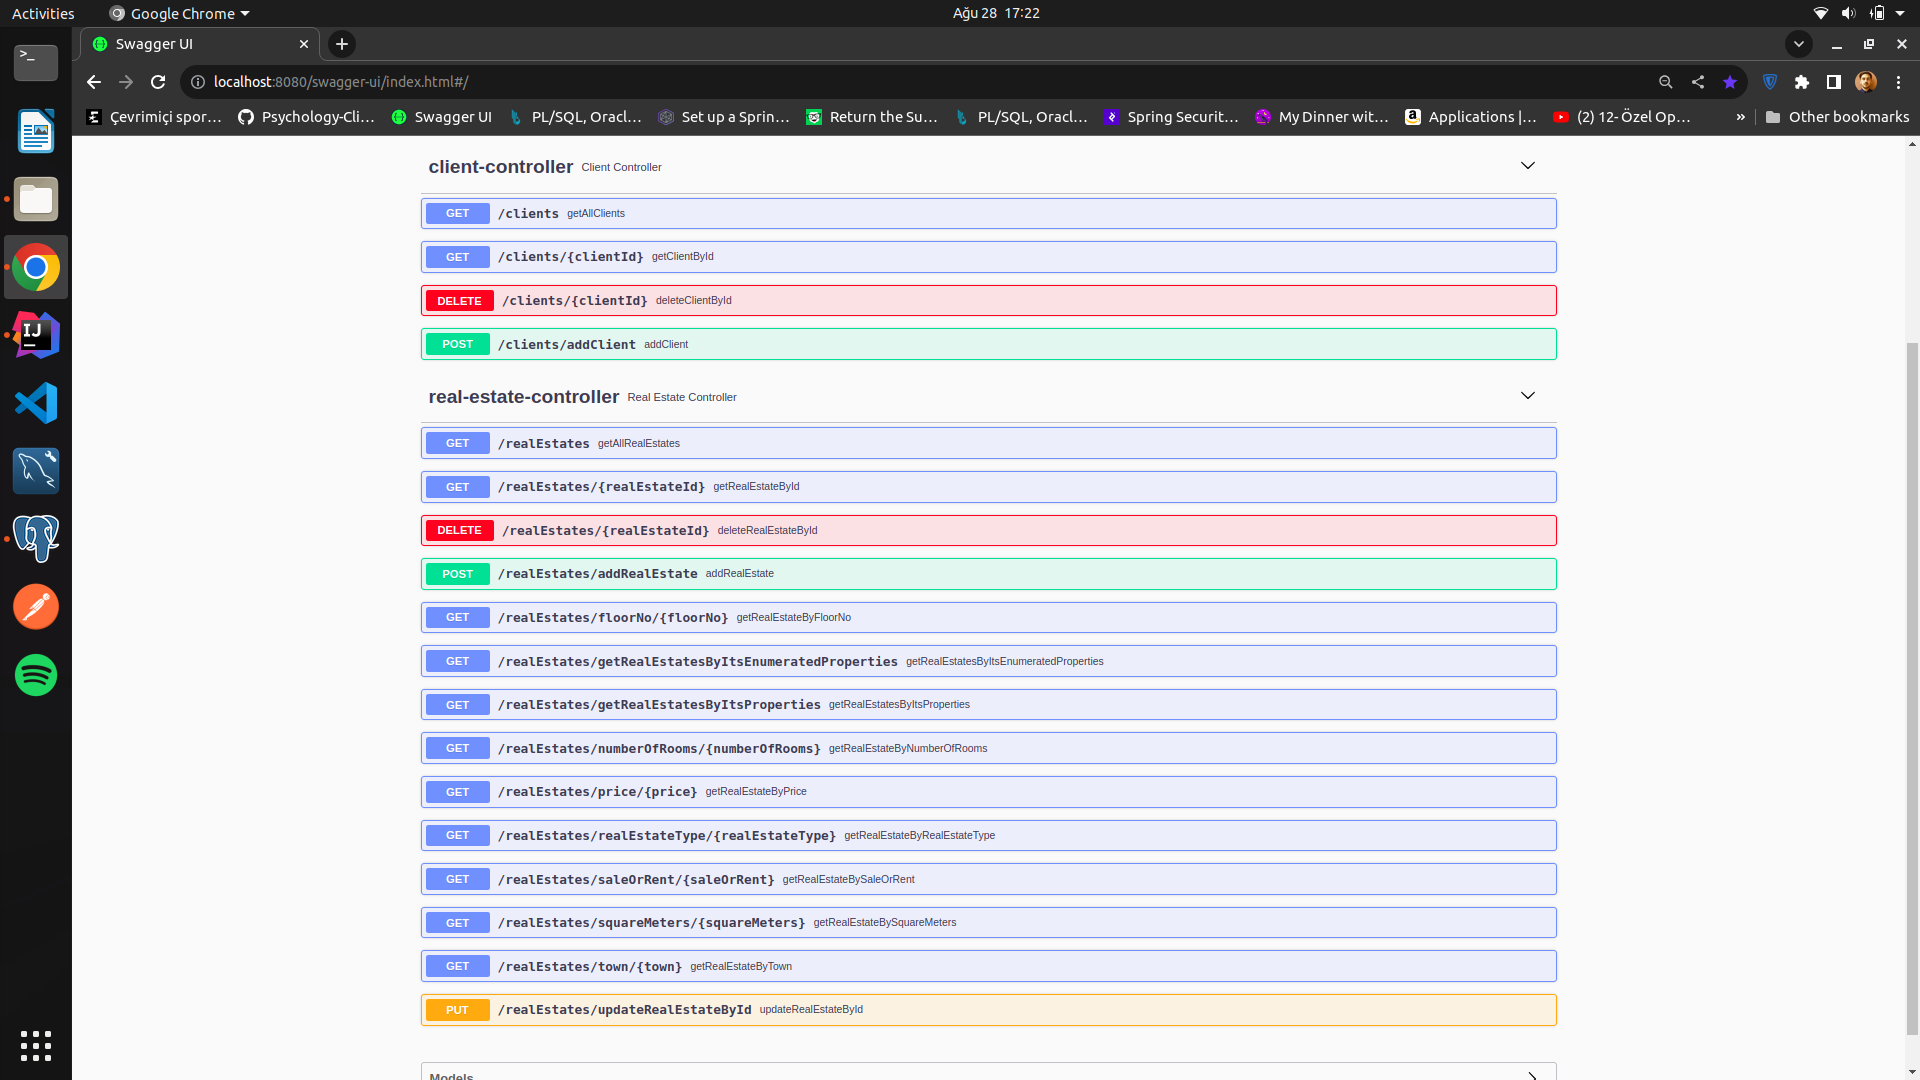 Activities Google Chrome Ağu 28 17:22
Swagger UI
localhost:8080/swagger-ui/index.html#/
Çevrimiçi spor… Psychology-Cli… Swagger UI PL/SQL, Oracl… Set up a Sprin… Return the Su… PL/SQL, Oracl… Spring Securit… My Dinner wit… Applications |… (2) 12- Özel Op… » Other bookmarks
client-controller Client Controller
GET /clients getAllClients
GET /clients/{clientId} getClientById
DELETE /clients/{clientId} deleteClientById
POST /clients/addClient addClient
real-estate-controller Real Estate Controller
GET /realEstates getAllRealEstates
GET /realEstates/{realEstateId} getRealEstateById
DELETE /realEstates/{realEstateId} deleteRealEstateById
POST /realEstates/addRealEstate addRealEstate
GET /realEstates/floorNo/{floorNo} getRealEstateByFloorNo
GET /realEstates/getRealEstatesByItsEnumeratedProperties getRealEstatesByItsEnumeratedProperties
GET /realEstates/getRealEstatesByItsProperties getRealEstatesByItsProperties
GET /realEstates/numberOfRooms/{numberOfRooms} getRealEstateByNumberOfRooms
GET /realEstates/price/{price} getRealEstateByPrice
GET /realEstates/realEstateType/{realEstateType} getRealEstateByRealEstateType
GET /realEstates/saleOrRent/{saleOrRent} getRealEstateBySaleOrRent
GET /realEstates/squareMeters/{squareMeters} getRealEstateBySquareMeters
GET /realEstates/town/{town} getRealEstateByTown
PUT /realEstates/updateRealEstateById updateRealEstateById
Models